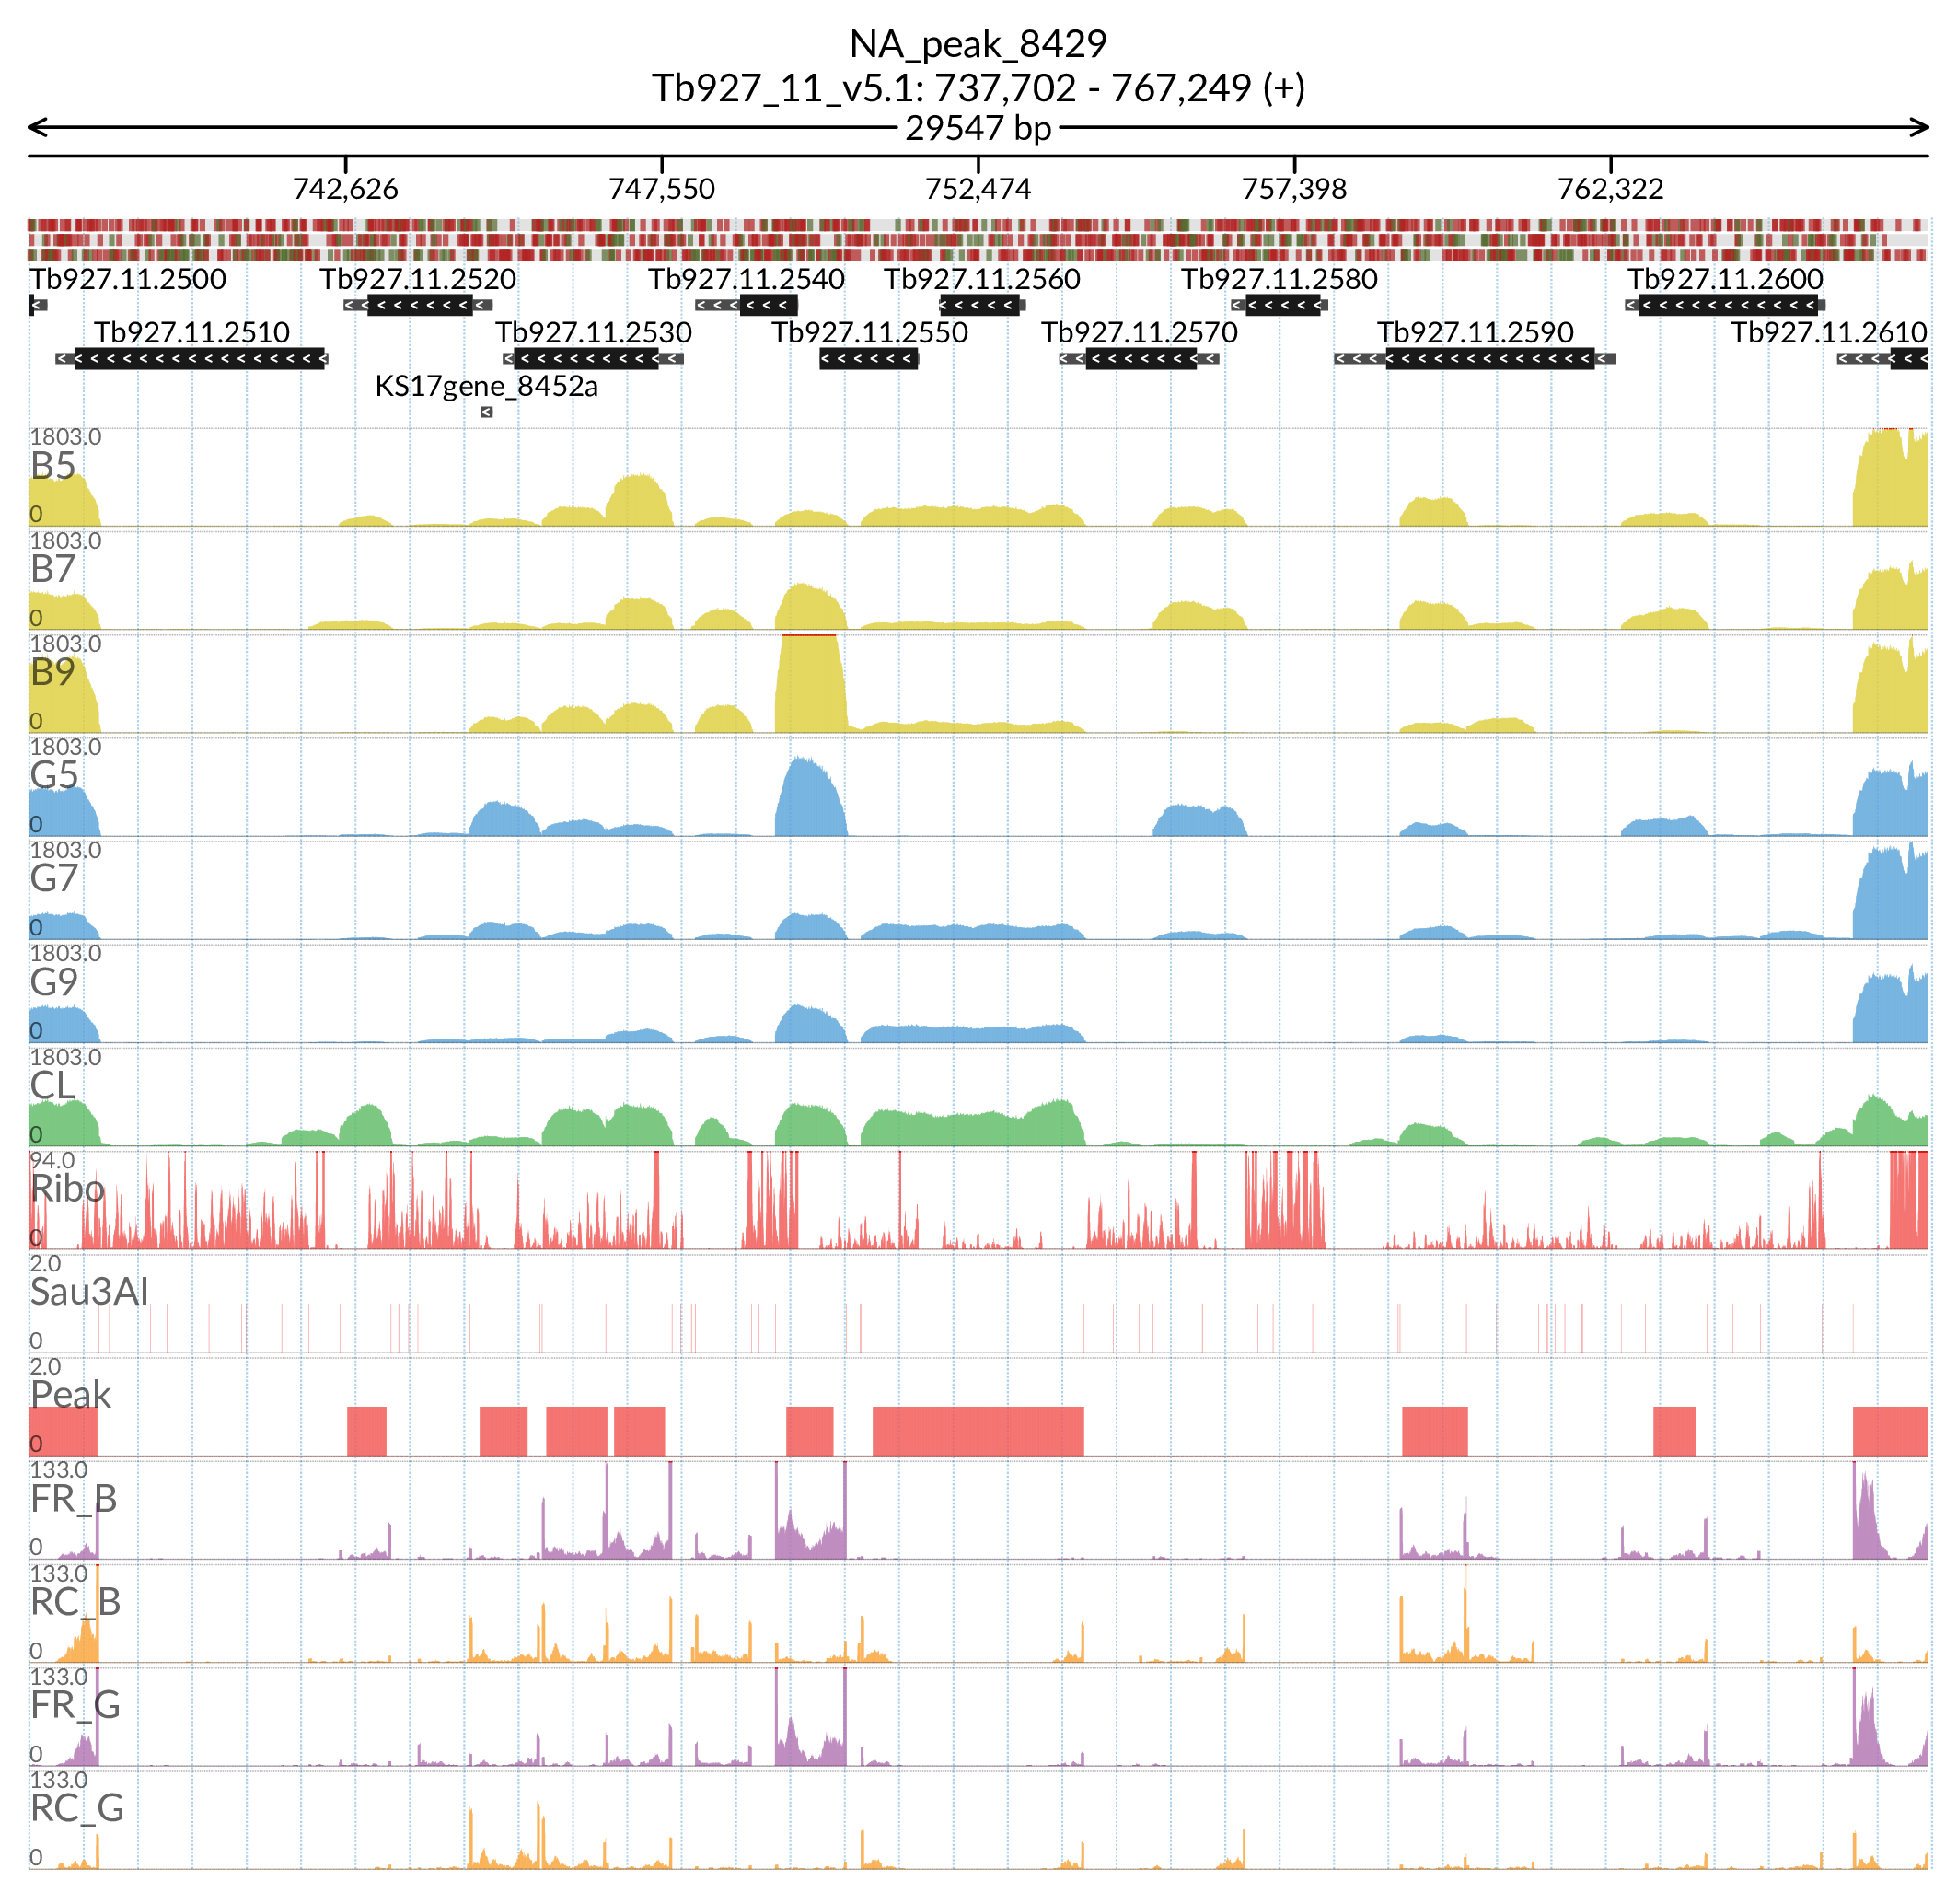 NA_peak_8429
Tb927_11_v5.1: 737,702 - 767,249 (+)
29547 bp
742,626 747,550 752,474 757,398 762,322
Tb927.11.2500 Tb927.11.2520 Tb927.11.2540 Tb927.11.2560 Tb927.11.2580 Tb927.11.2600
Tb927.11.2510 Tb927.11.2530 Tb927.11.2550 Tb927.11.2570 Tb927.11.2590 Tb927.11.2610
KS17gene_8452a
1803.0
B5
0
1803.0
B7
0
1803.0
B9
0
1803.0
G5
0
1803.0
G7
0
1803.0
G9
0
1803.0
CL
0
94.0
Ribo
0
2.0
Sau3AI
0
2.0
Peak
0
133.0
FR_B
0
133.0
RC_B
0
133.0
FR_G
0
133.0
RC_G
0